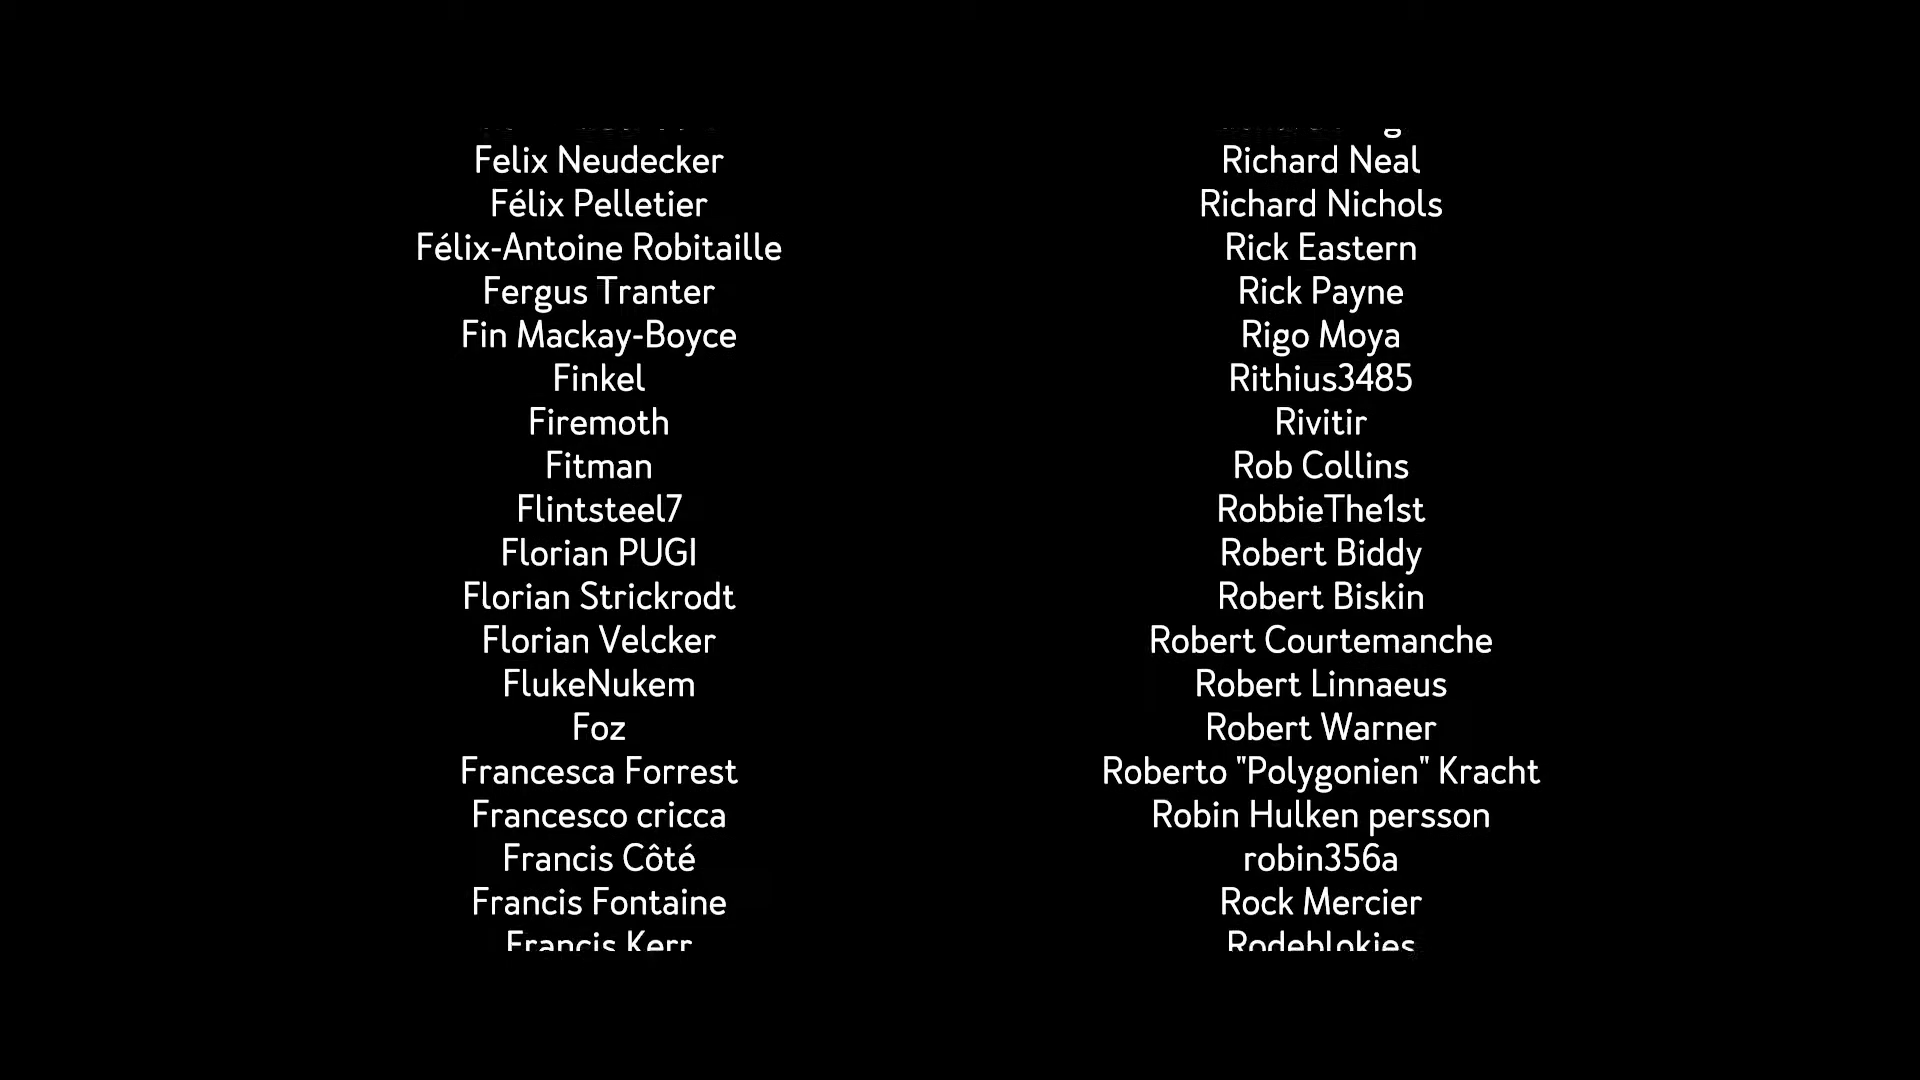 Felix Neudecker
Félix Pelletier
Félix-Antoine Robitaille
Fergus Tranter
Fin Mackay-Boyce
Finkel
Firemoth
Fitman
Flintsteel7
Florian PUGI
Florian Strickrodt
Florian Velcker
FlukeNukem
Foz
Francesca Forrest
Francesco cricca
Francis Côté
Francis Fontaine
Francis Kerr
Richard Neal
Richard Nichols
Rick Eastern
Rick Payne
Rigo Moya
Rithius3485
Rivitir
Rob Collins
RobbieThe1st
Robert Biddy
Robert Biskin
Robert Courtemanche
Robert Linnaeus
Robert Warner
Roberto "Polygonien" Kracht
Robin Hulken persson
robin356a
Rock Mercier
Rodeblokies